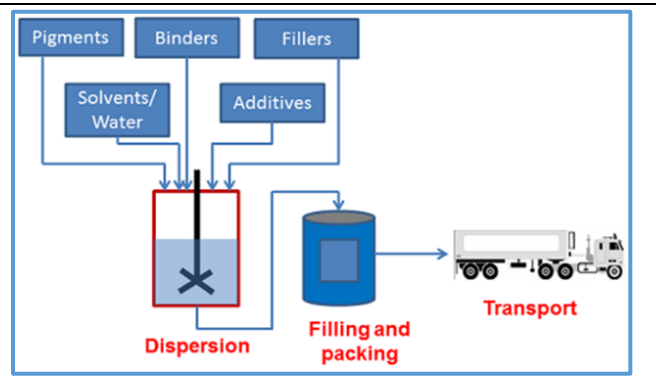 Pigments
Binders
Fillers
Solvents/
Water
Additives
Dispersion
Filling and
packing
Transport